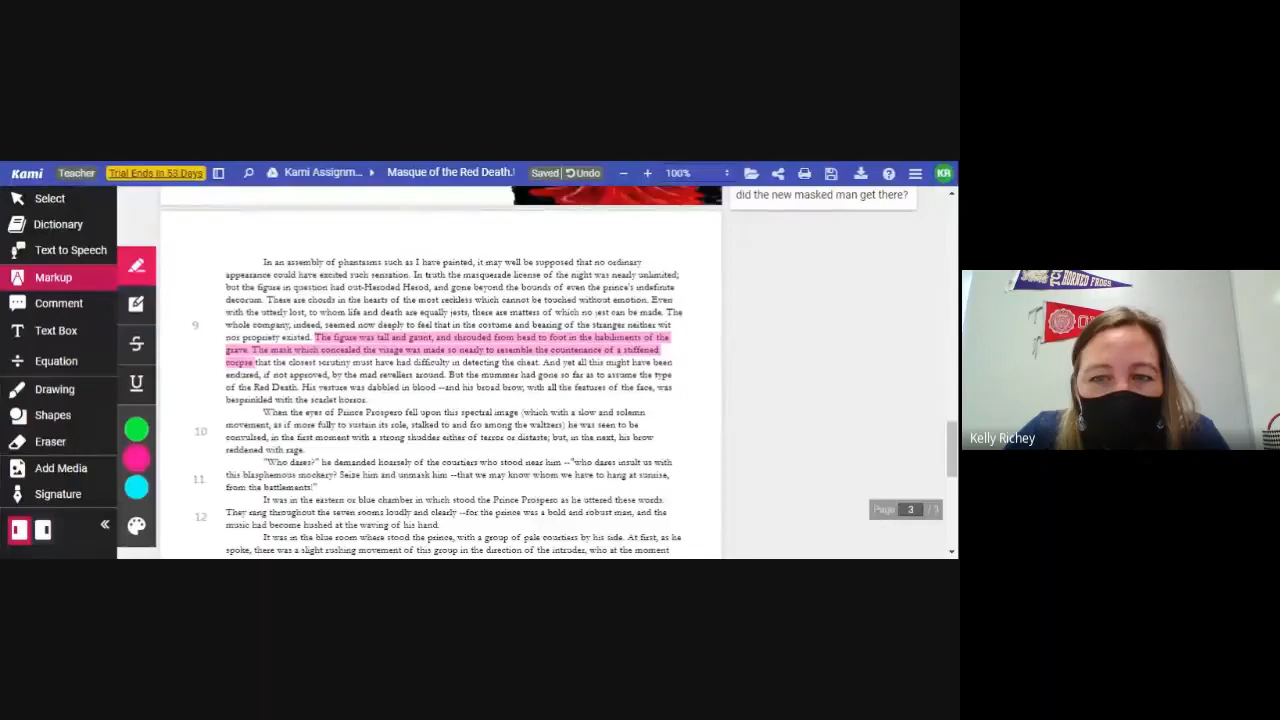 Kami Teacher Trial Ends in 53 Days Kami Assignm... Masque of the Red Death. Saved Undo 100% KR
Select
Dictionary
Text to Speech
Markup
Comment
Text Box
Equation
Drawing
Shapes
Eraser
Add Media
Signature
did the new masked man get there?
In an assembly of phantasms such as I have painted, it may well be supposed that no ordinary
appearance could have excited such sensation. In truth the masquerade license of the night was nearly unlimited;
but the figure in question had out-Heroded Herod, and gone beyond the bounds of even the prince's indefinite
decorum. There are chords in the hearts of the most reckless which cannot be touched without emotion. Even
with the utterly lost, to whom life and death are equally jests, there are matters of which no jest can be made. The
9 whole company, indeed, seemed now deeply to feel that in the costume and bearing of the stranger neither wit
nor propriety existed. The figure was tall and gaunt, and shrouded from head to foot in the habiliments of the
grave. The mask which concealed the visage was made so nearly to resemble the countenance of a stiffened
corpse that the closest scrutiny must have had difficulty in detecting the cheat. And yet all this might have been
endured, if not approved, by the mad revellers around. But the mummer had gone so far as to assume the type
of the Red Death. His vesture was dabbled in blood --and his broad brow, with all the features of the face, was
besprinkled with the scarlet horror.
When the eyes of Prince Prospero fell upon this spectral image (which with a slow and solemn
movement, as if more fully to sustain its role, stalked to and fro among the waltzers) he was seen to be
10 convulsed, in the first moment with a strong shudder either of terror or distaste; but, in the next, his brow
reddened with rage.
"Who dares?" he demanded hoarsely of the courtiers who stood near him --"who dares insult us with
11 this blasphemous mockery? Seize him and unmask him --that we may know whom we have to hang at sunrise,
from the battlements!"
It was in the eastern or blue chamber in which stood the Prince Prospero as he uttered these words.
12 They rang throughout the seven rooms loudly and clearly --for the prince was a bold and robust man, and the
music had become hushed at the waving of his hand.
It was in the blue room where stood the prince, with a group of pale courtiers by his side. At first, as he
spoke, there was a slight rushing movement of this group in the direction of the intruder, who at the moment
Page 3 / 3
HORNED FROGS
Kelly Richey